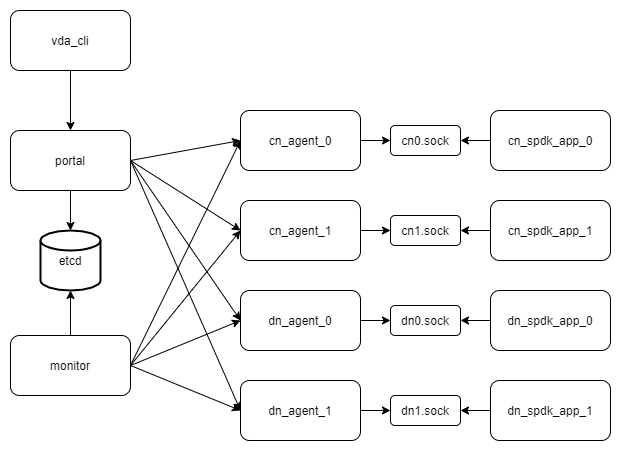 vda_cli
portal
etcd
monitor
cn_agent_0
cn0.sock
cn_spdk_app_0
cn_agent_1
cn1.sock
cn_spdk_app_1
dn_agent_0
dn0.sock
dn_spdk_app_0
dn_agent_1
dn1.sock
dn_spdk_app_1